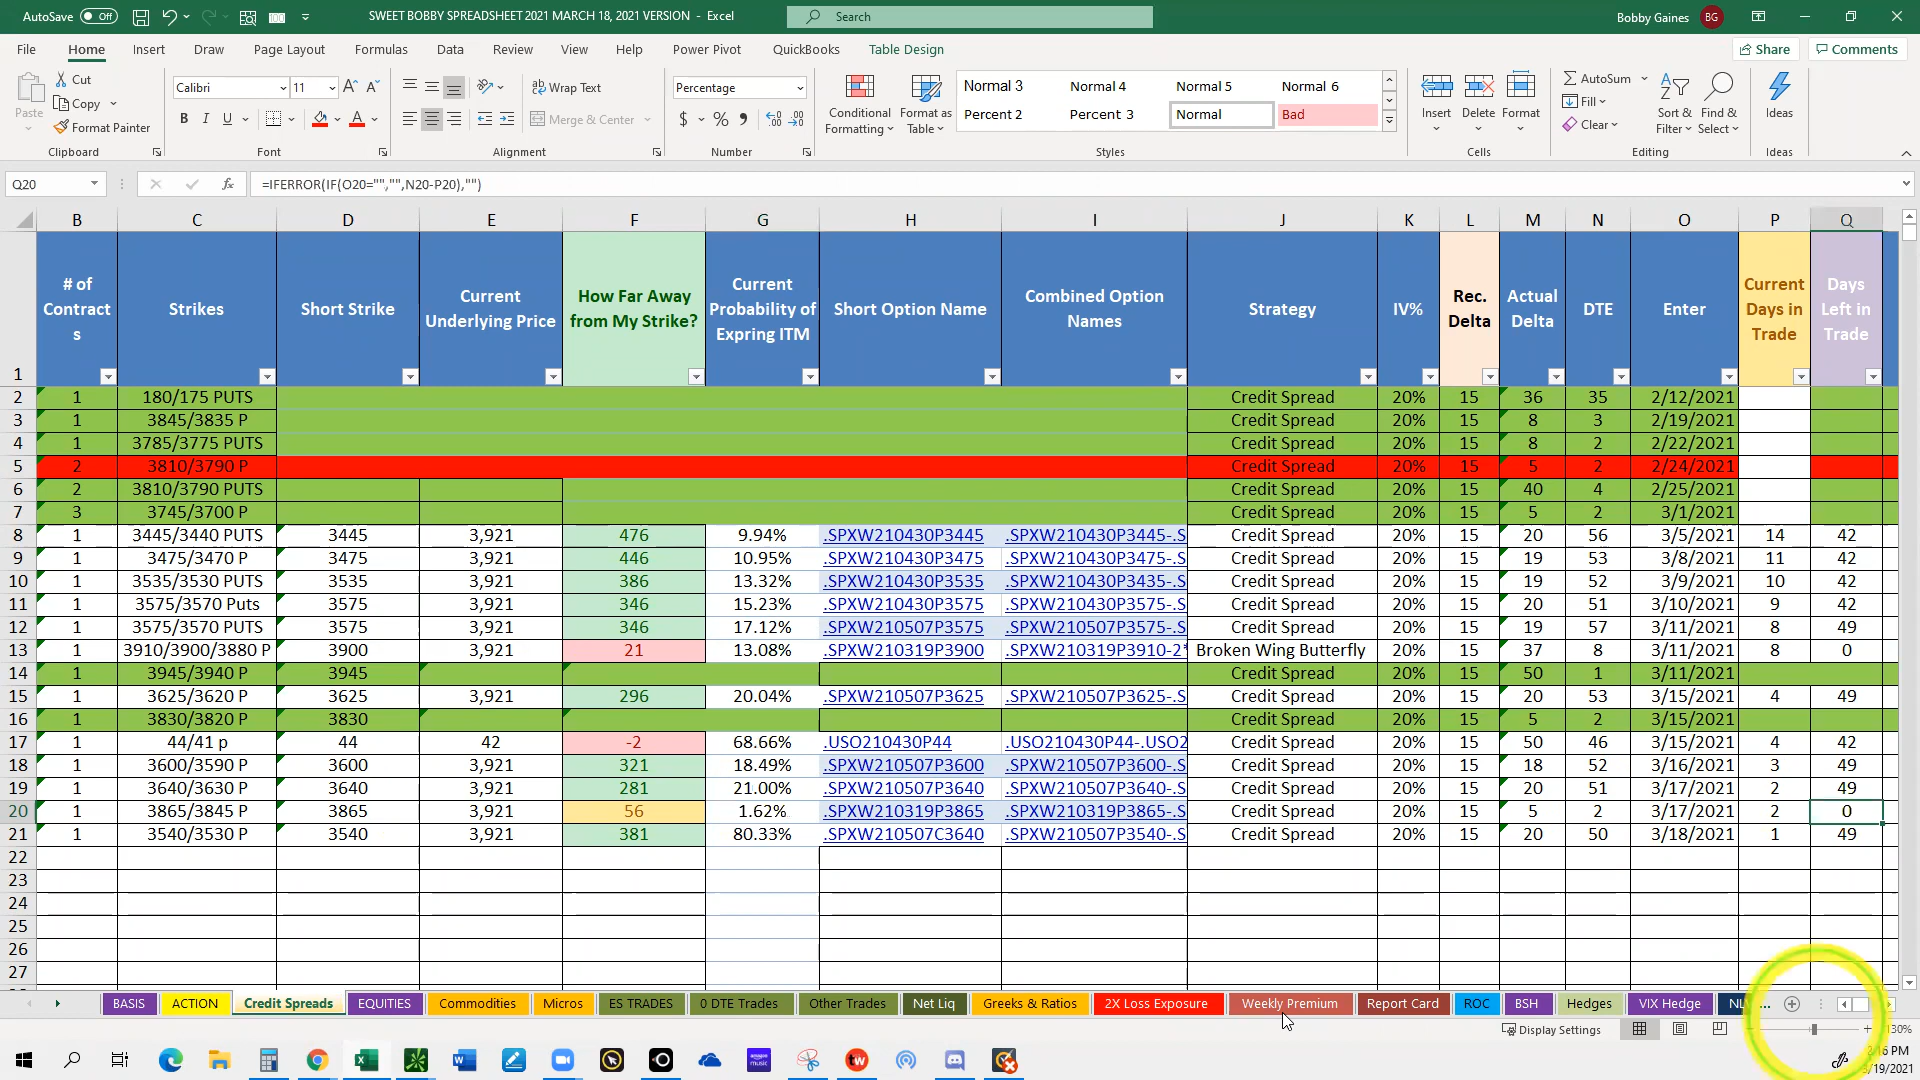 AutoSave Off SWEET BOBBY SPREADSHEET 2021 MARCH 18, 2021 VERSION - Excel Search Bobby Gaines BG
File Home Insert Draw Page Layout Formulas Data Review View Help Power Pivot QuickBooks Table Design Share Comments
Paste Cut Copy Format Painter Clipboard
Calibri 11 B I U Font
Wrap Text Merge & Center Alignment
Percentage $ % Number
Conditional Formatting Format as Table Normal 3 Normal 4 Normal 5 Normal 6
Percent 2 Percent 3 Normal Bad Styles
Insert Delete Format Cells
AutoSum Fill Clear Sort & Filter Find & Select Editing Ideas Ideas
Q20 fx =IFERROR(IF(O20="","",N20-P20),"")
B C D E F G H I J K L M N O P Q
1 # of Contracts Strikes Short Strike Current Underlying Price How Far Away from My Strike? Current Probability of Expring ITM Short Option Name Combined Option Names Strategy IV% Rec. Delta Actual Delta DTE Enter Current Days in Trade Days Left in Trade
2 1 180/175 PUTS Credit Spread 20% 15 36 35 2/12/2021
3 1 3845/3835 P Credit Spread 20% 15 8 3 2/19/2021
4 1 3785/3775 PUTS Credit Spread 20% 15 8 2 2/22/2021
5 2 3810/3790 P Credit Spread 20% 15 5 2 2/24/2021
6 2 3810/3790 PUTS Credit Spread 20% 15 40 4 2/25/2021
7 3 3745/3700 P Credit Spread 20% 15 5 2 3/1/2021
8 1 3445/3440 PUTS 3445 3,921 476 9.94% .SPXW210430P3445 .SPXW210430P3445-.S Credit Spread 20% 15 20 56 3/5/2021 14 42
9 1 3475/3470 P 3475 3,921 446 10.95% .SPXW210430P3475 .SPXW210430P3475-.S Credit Spread 20% 15 19 53 3/8/2021 11 42
10 1 3535/3530 PUTS 3535 3,921 386 13.32% .SPXW210430P3535 .SPXW210430P3435-.S Credit Spread 20% 15 19 52 3/9/2021 10 42
11 1 3575/3570 Puts 3575 3,921 346 15.23% .SPXW210430P3575 .SPXW210430P3575-.S Credit Spread 20% 15 20 51 3/10/2021 9 42
12 1 3575/3570 PUTS 3575 3,921 346 17.12% .SPXW210507P3575 .SPXW210507P3575-.S Credit Spread 20% 15 19 57 3/11/2021 8 49
13 1 3910/3900/3880 P 3900 3,921 21 13.08% .SPXW210319P3900 .SPXW210319P3910-2* Broken Wing Butterfly 20% 15 37 8 3/11/2021 8 0
14 1 3945/3940 P 3945 Credit Spread 20% 15 50 1 3/11/2021
15 1 3625/3620 P 3625 3,921 296 20.04% .SPXW210507P3625 .SPXW210507P3625-.S Credit Spread 20% 15 20 53 3/15/2021 4 49
16 1 3830/3820 P 3830 Credit Spread 20% 15 5 2 3/15/2021
17 1 44/41 p 44 42 -2 68.66% .USO210430P44 .USO210430P44-.USO2 Credit Spread 20% 15 50 46 3/15/2021 4 42
18 1 3600/3590 P 3600 3,921 321 18.49% .SPXW210507P3600 .SPXW210507P3600-.S Credit Spread 20% 15 18 52 3/16/2021 3 49
19 1 3640/3630 P 3640 3,921 281 21.00% .SPXW210507P3640 .SPXW210507P3640-.S Credit Spread 20% 15 20 51 3/17/2021 2 49
20 1 3865/3845 P 3865 3,921 56 1.62% .SPXW210319P3865 .SPXW210319P3865-.S Credit Spread 20% 15 5 2 3/17/2021 2 0
21 1 3540/3530 P 3540 3,921 381 80.33% .SPXW210507C3640 .SPXW210507P3540-.S Credit Spread 20% 15 20 50 3/18/2021 1 49
22
23
24
25
26
27
BASIS ACTION Credit Spreads EQUITIES Commodities Micros ES TRADES 0 DTE Trades Other Trades Net Liq Greeks & Ratios 2X Loss Exposure Weekly Premium Report Card ROC BSH Hedges VIX Hedge NL ...
Display Settings 130%
2:16 PM
3/19/2021